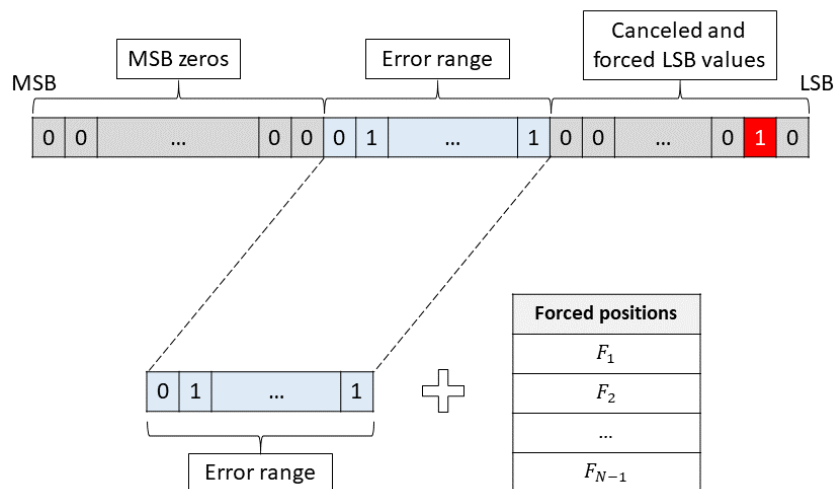 Canceled and
forced LSB values
MSB zeros
Error range
MSB
LSB
0 0 ... 0 0 0 1 ... 1 0 0 ... 0 1 0
Forced positions
F₁
F₂
...
Fₙ₋₁
0 1 ... 1
Error range